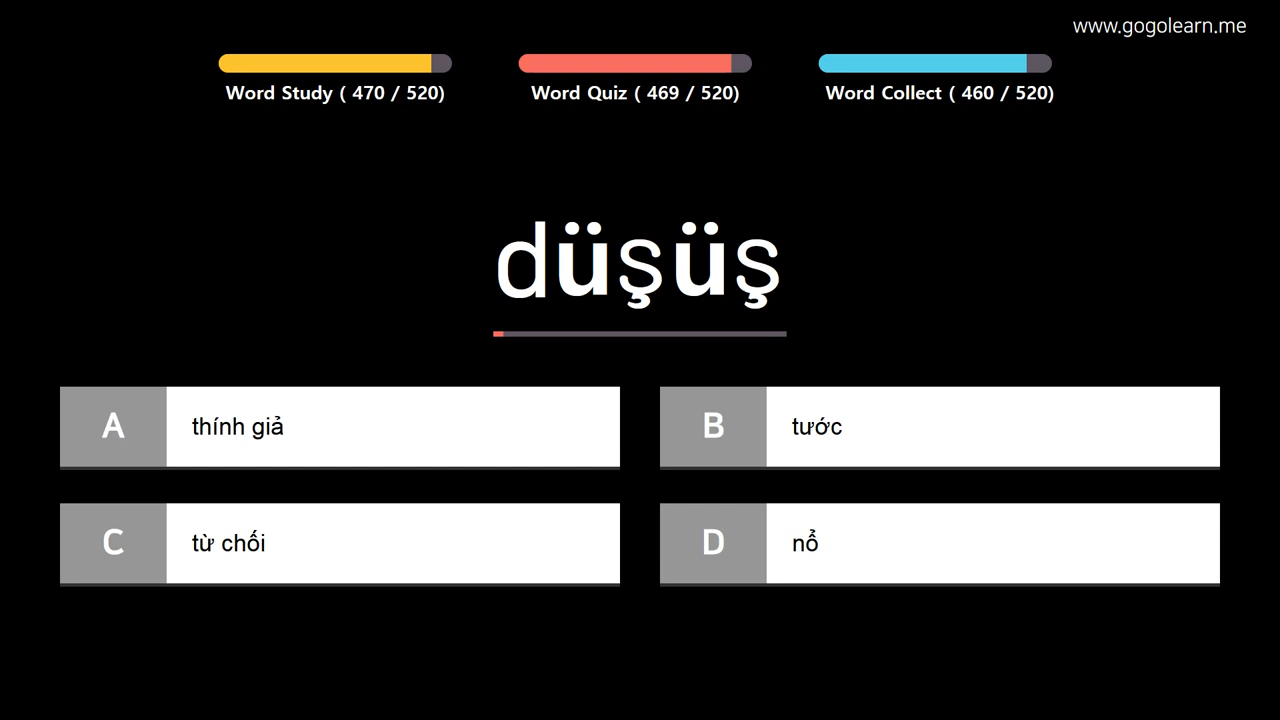 www.gogolearn.me
Word Study ( 470 / 520)
Word Quiz ( 469 / 520)
Word Collect ( 460 / 520)
düşüş
A thính giả
B tước
C từ chối
D nổ